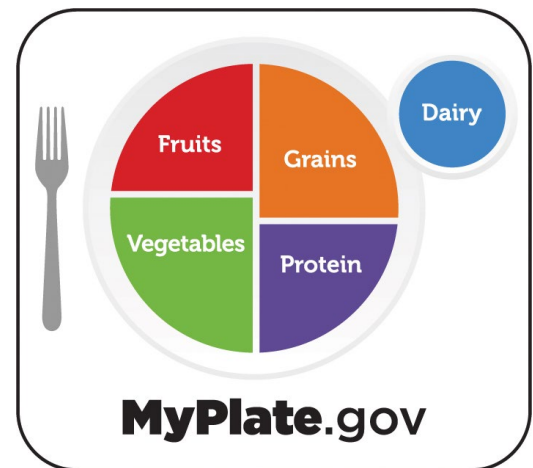 Fruits
Grains
Dairy
Vegetables
Protein
MyPlate.gov